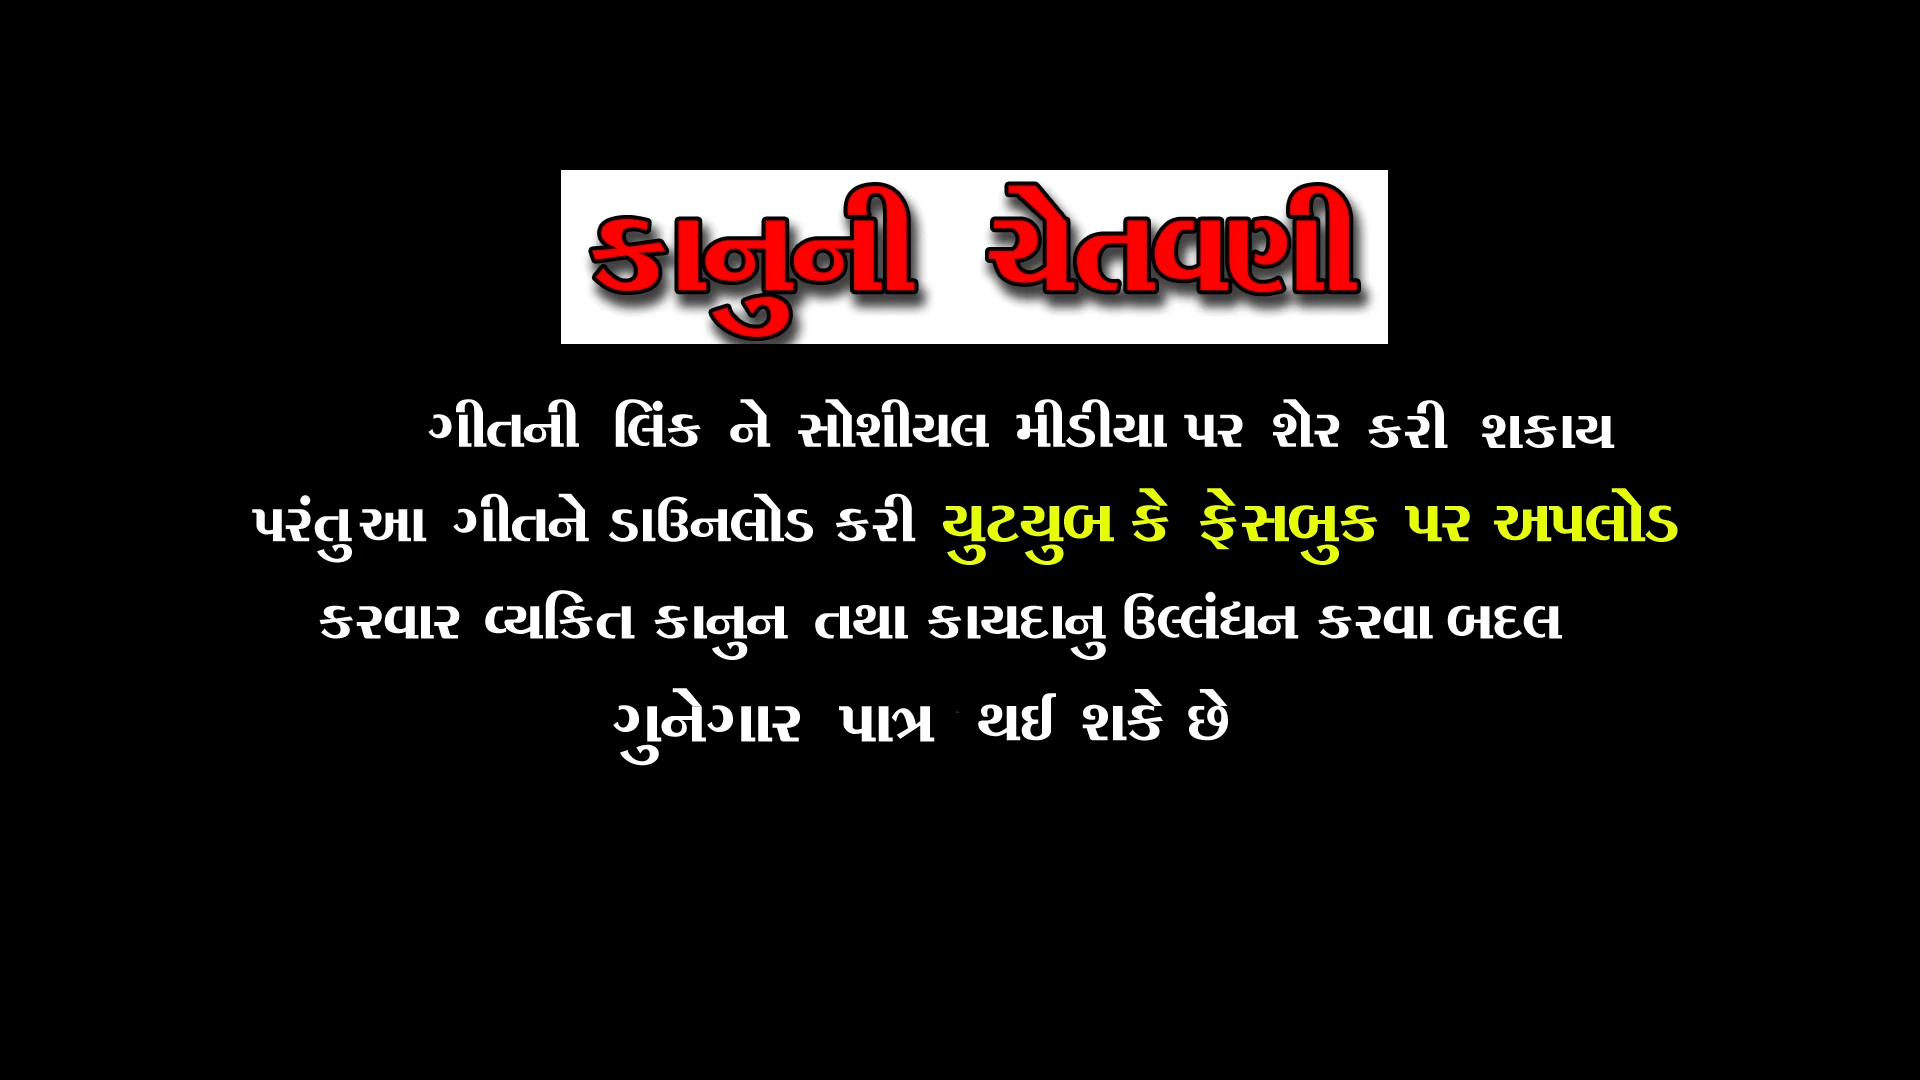 કાનુની ચેતવણી
ગીતની લિંક ને સોશીયલ મીડીયા પર શેર કરી શકાય
પરંતુ આ ગીતને ડાઉનલોડ કરી યુટયુબ કે ફેસબુક પર અપલોડ
કરવાર વ્યકિત કાનુન તથા કાયદાનુ ઉલ્લંઘન કરવા બદલ
ગુનેગાર પાત્ર થઈ શકે છે